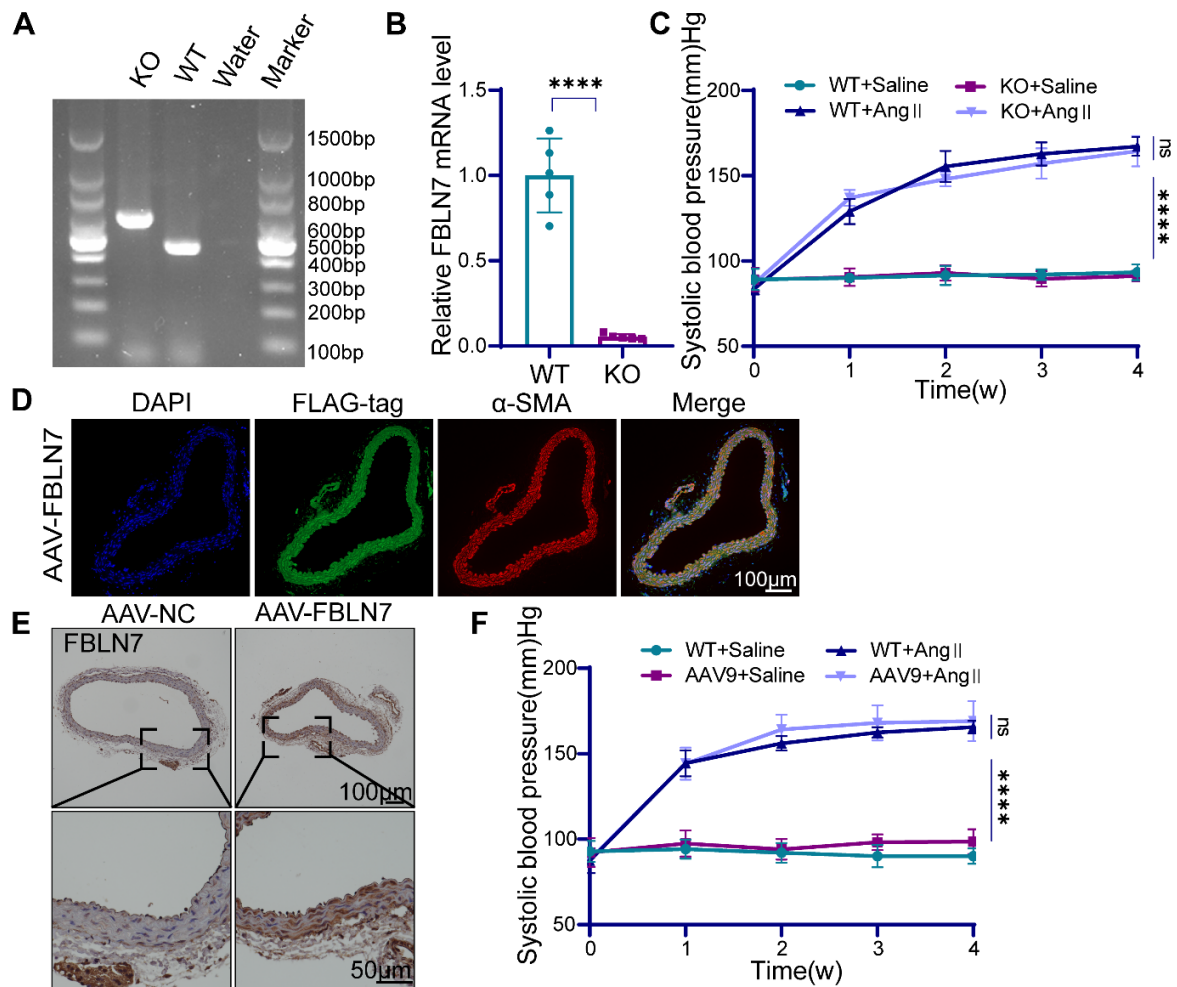 A
KO
WT
Water
Marker
1500bp
1000bp
800bp
600bp
500bp
400bp
300bp
200bp
100bp
B
Relative FBLN7 mRNA level
1.5
1.0
0.5
0.0
****
WT
KO
C
Systolic blood pressure(mm)Hg
WT+Saline
KO+Saline
WT+AngⅡ
KO+AngⅡ
200
150
100
50
ns
****
0 1 2 3 4
Time(w)
D
DAPI
FLAG-tag
α-SMA
Merge
AAV-FBLN7
100μm
E
AAV-NC
AAV-FBLN7
FBLN7
100μm
50μm
F
Systolic blood pressure(mm)Hg
WT+Saline
WT+AngⅡ
AAV9+Saline
AAV9+AngⅡ
200
150
100
50
ns
****
0 1 2 3 4
Time(w)